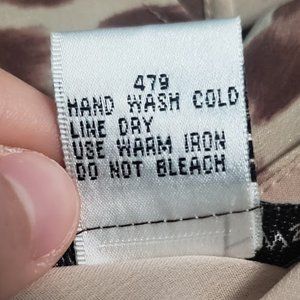 479
HAND WASH COLD
LINE DRY
USE WARM IRON
DO NOT BLEACH